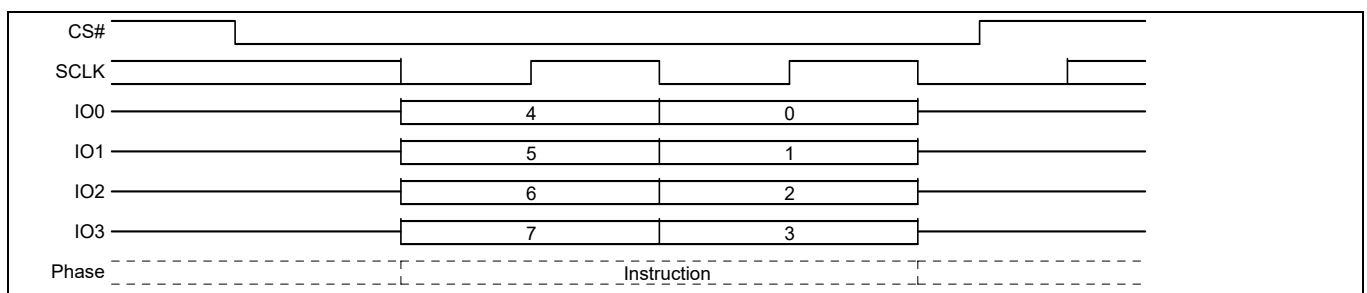 CS#
SCLK
IO0 4 0
IO1 5 1
IO2 6 2
IO3 7 3
Phase Instruction